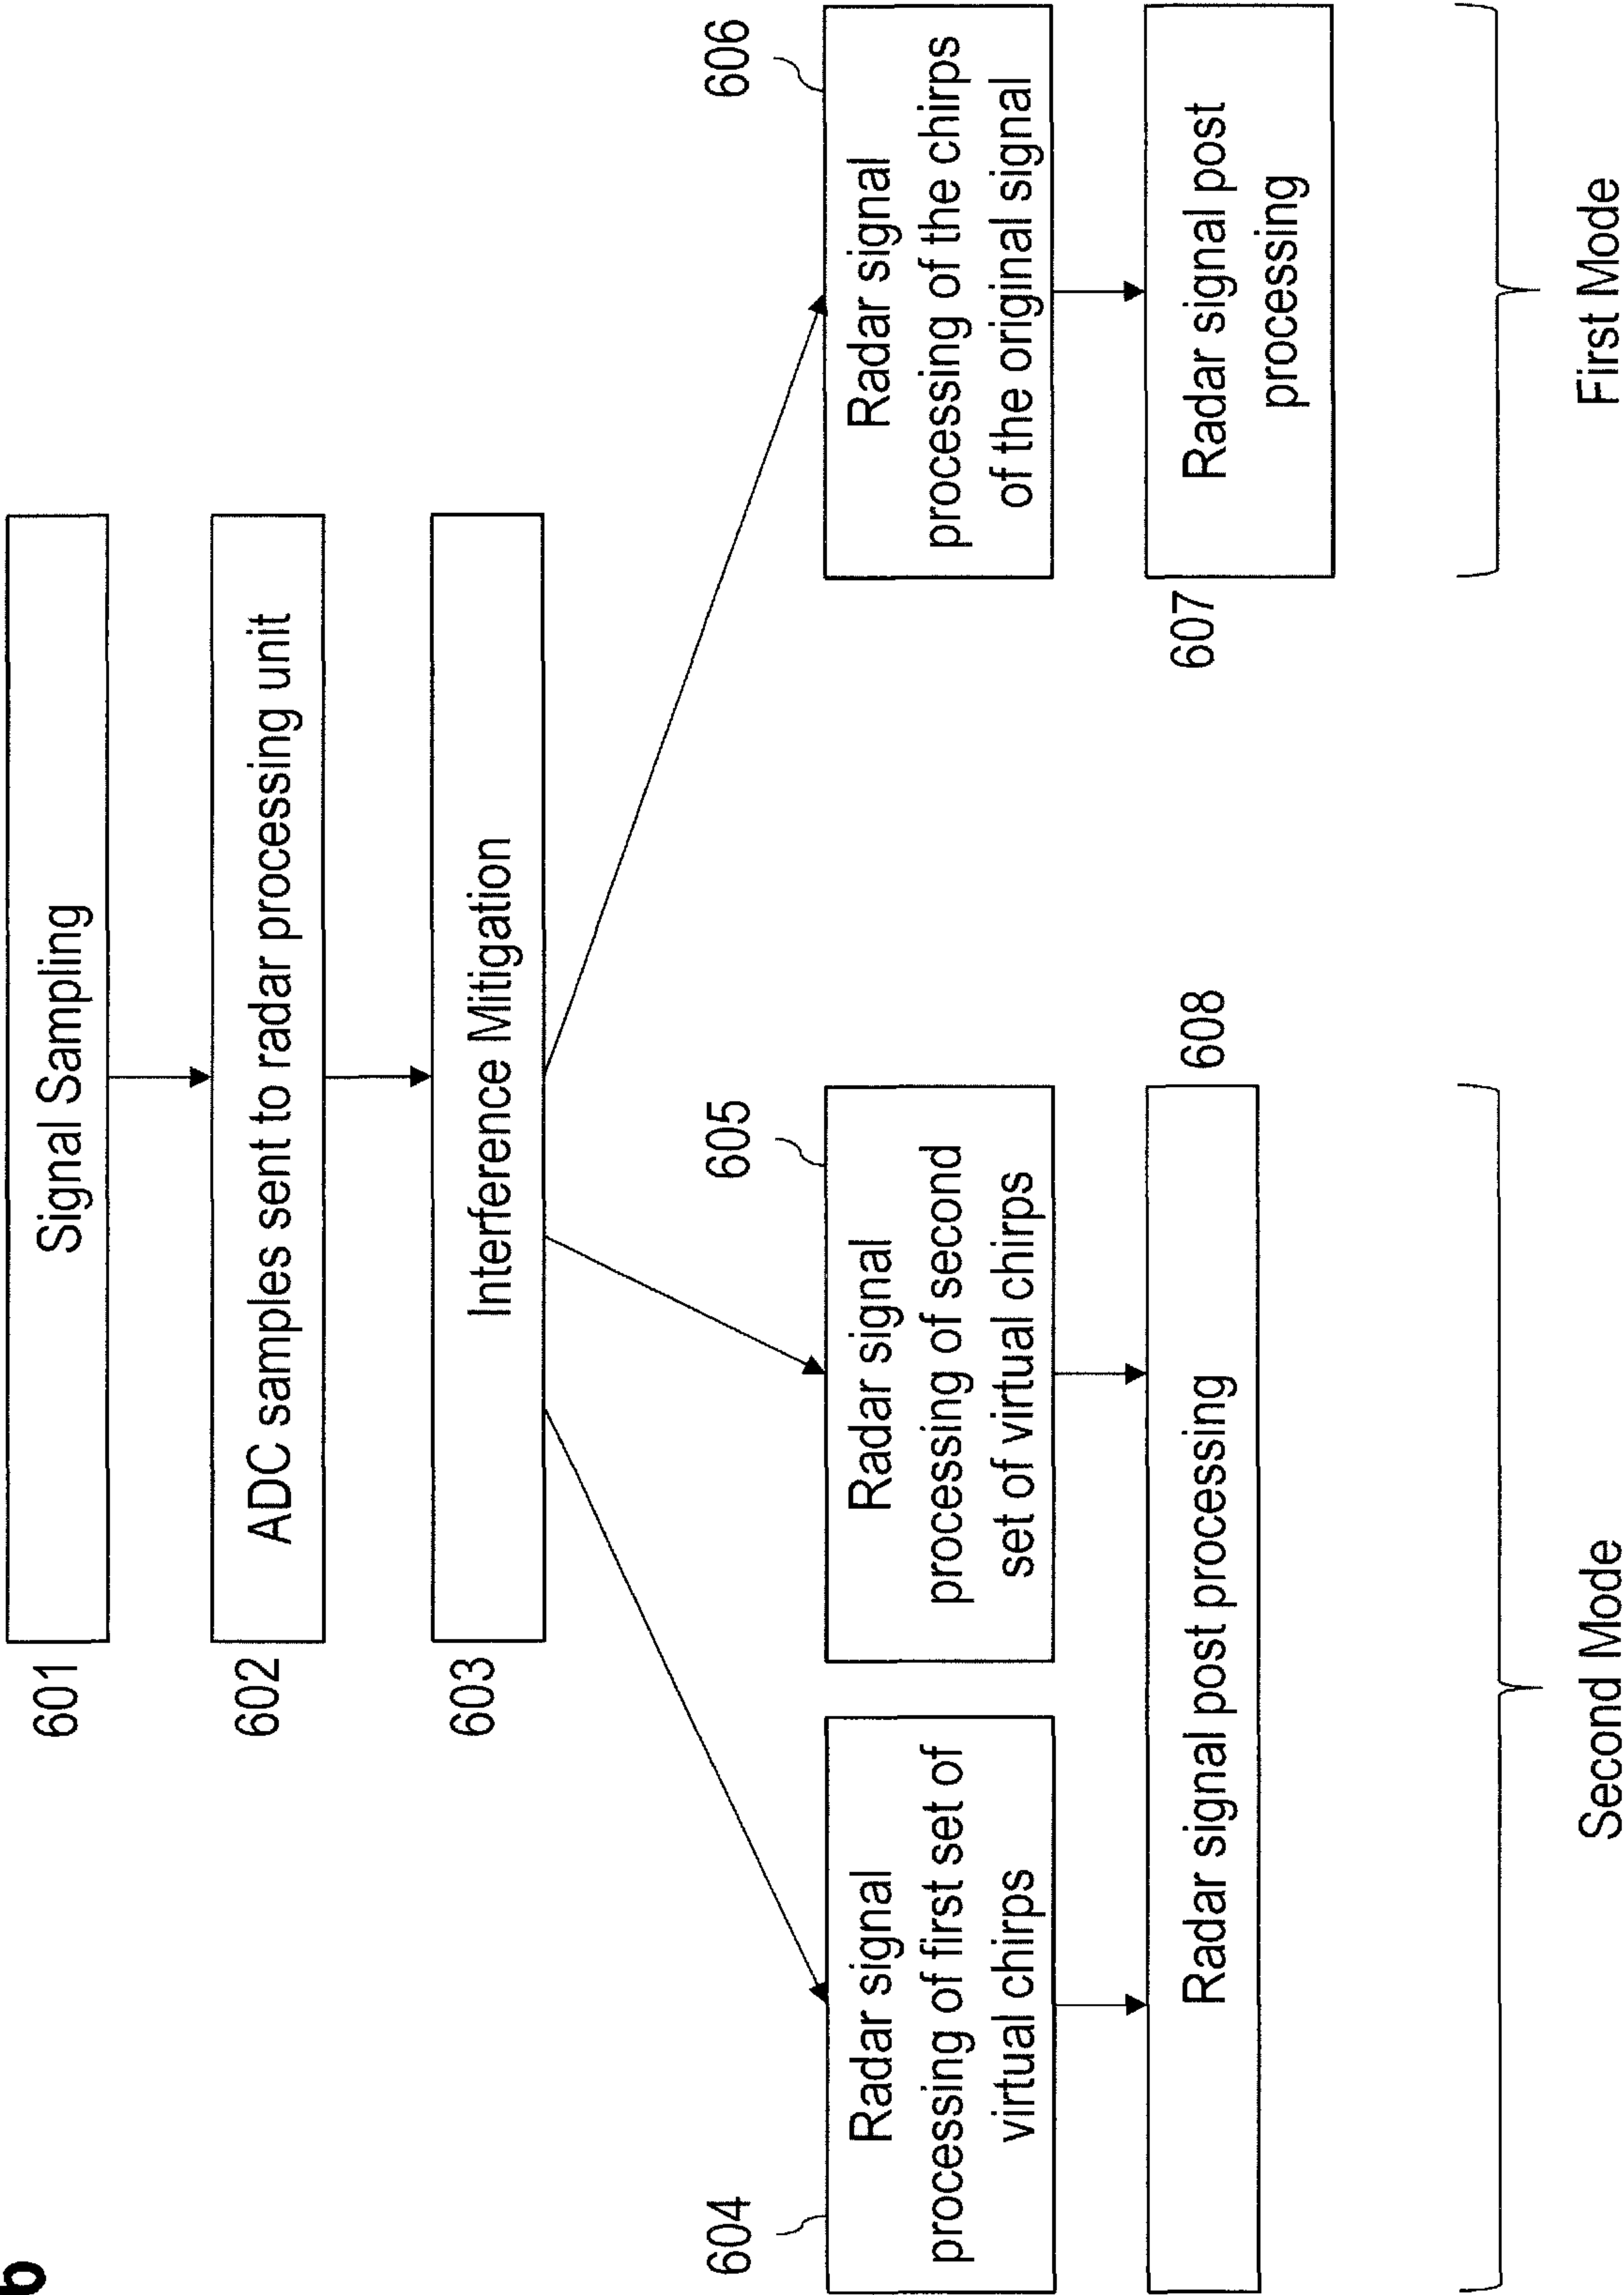 6
601
Signal Sampling
602
ADC samples sent to radar processing unit
603
Interference Mitigation
604
Radar signal
processing of first set of
virtual chirps
605
Radar signal
processing of second
set of virtual chirps
606
Radar signal
processing of the chirps
of the original signal
Radar signal post processing
608
607
Radar signal post
processing
Second Mode
First Mode